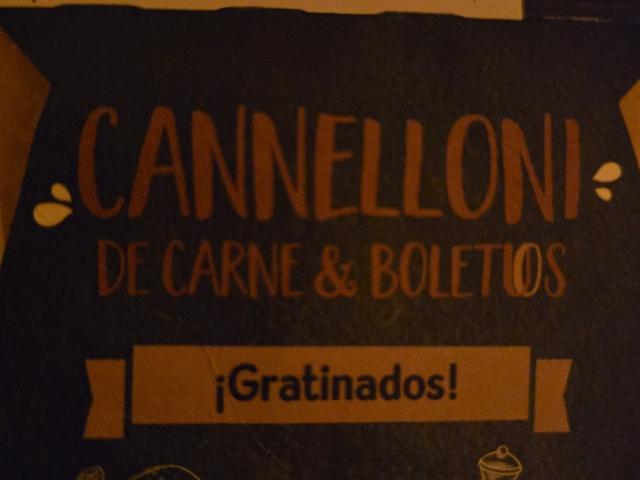 CANNELLONI
DE CARNE & BOLETUS
¡Gratinados!